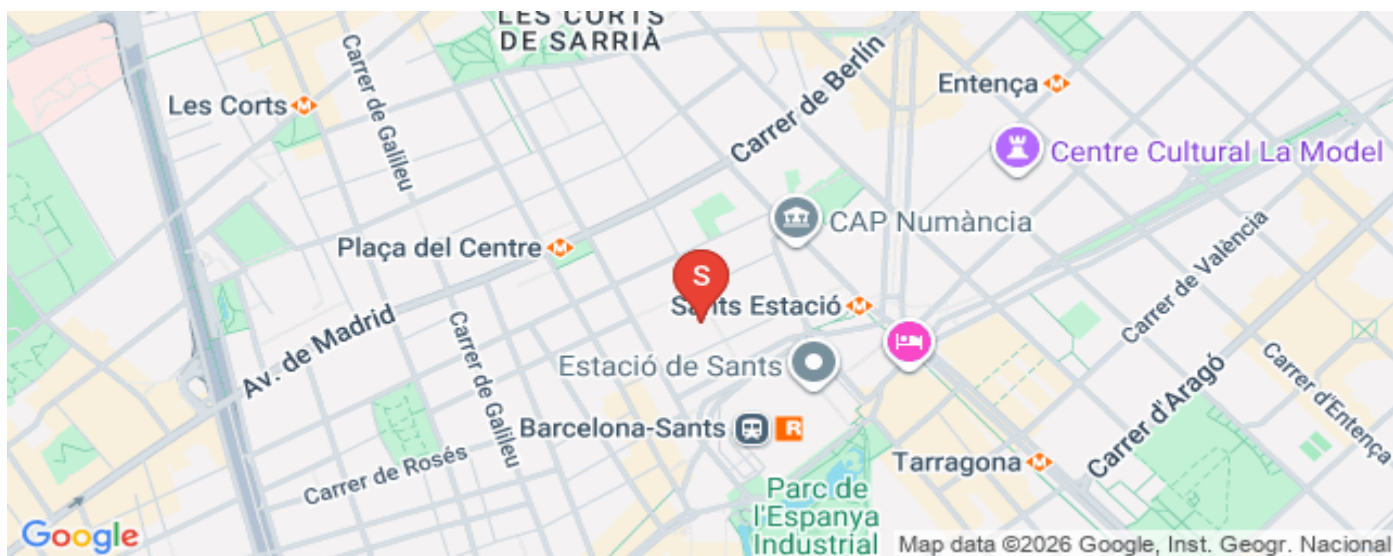 LES CORTS
DE SARRIÀ
Carrer de Galileu
Les Corts
Carrer de Berlín
Entença
Centre Cultural La Model
CAP Numància
Plaça del Centre
S
Sants Estació
Carrer de València
Av. de Madrid
Carrer de Galileu
Estació de Sants
Carrer d'Aragó
Carrer d'Entença
Barcelona-Sants
R
Carrer de Rosés
Tarragona
Parc de
l'Espanya
Industrial
Google
Map data ©2026 Google, Inst. Geogr. Nacional